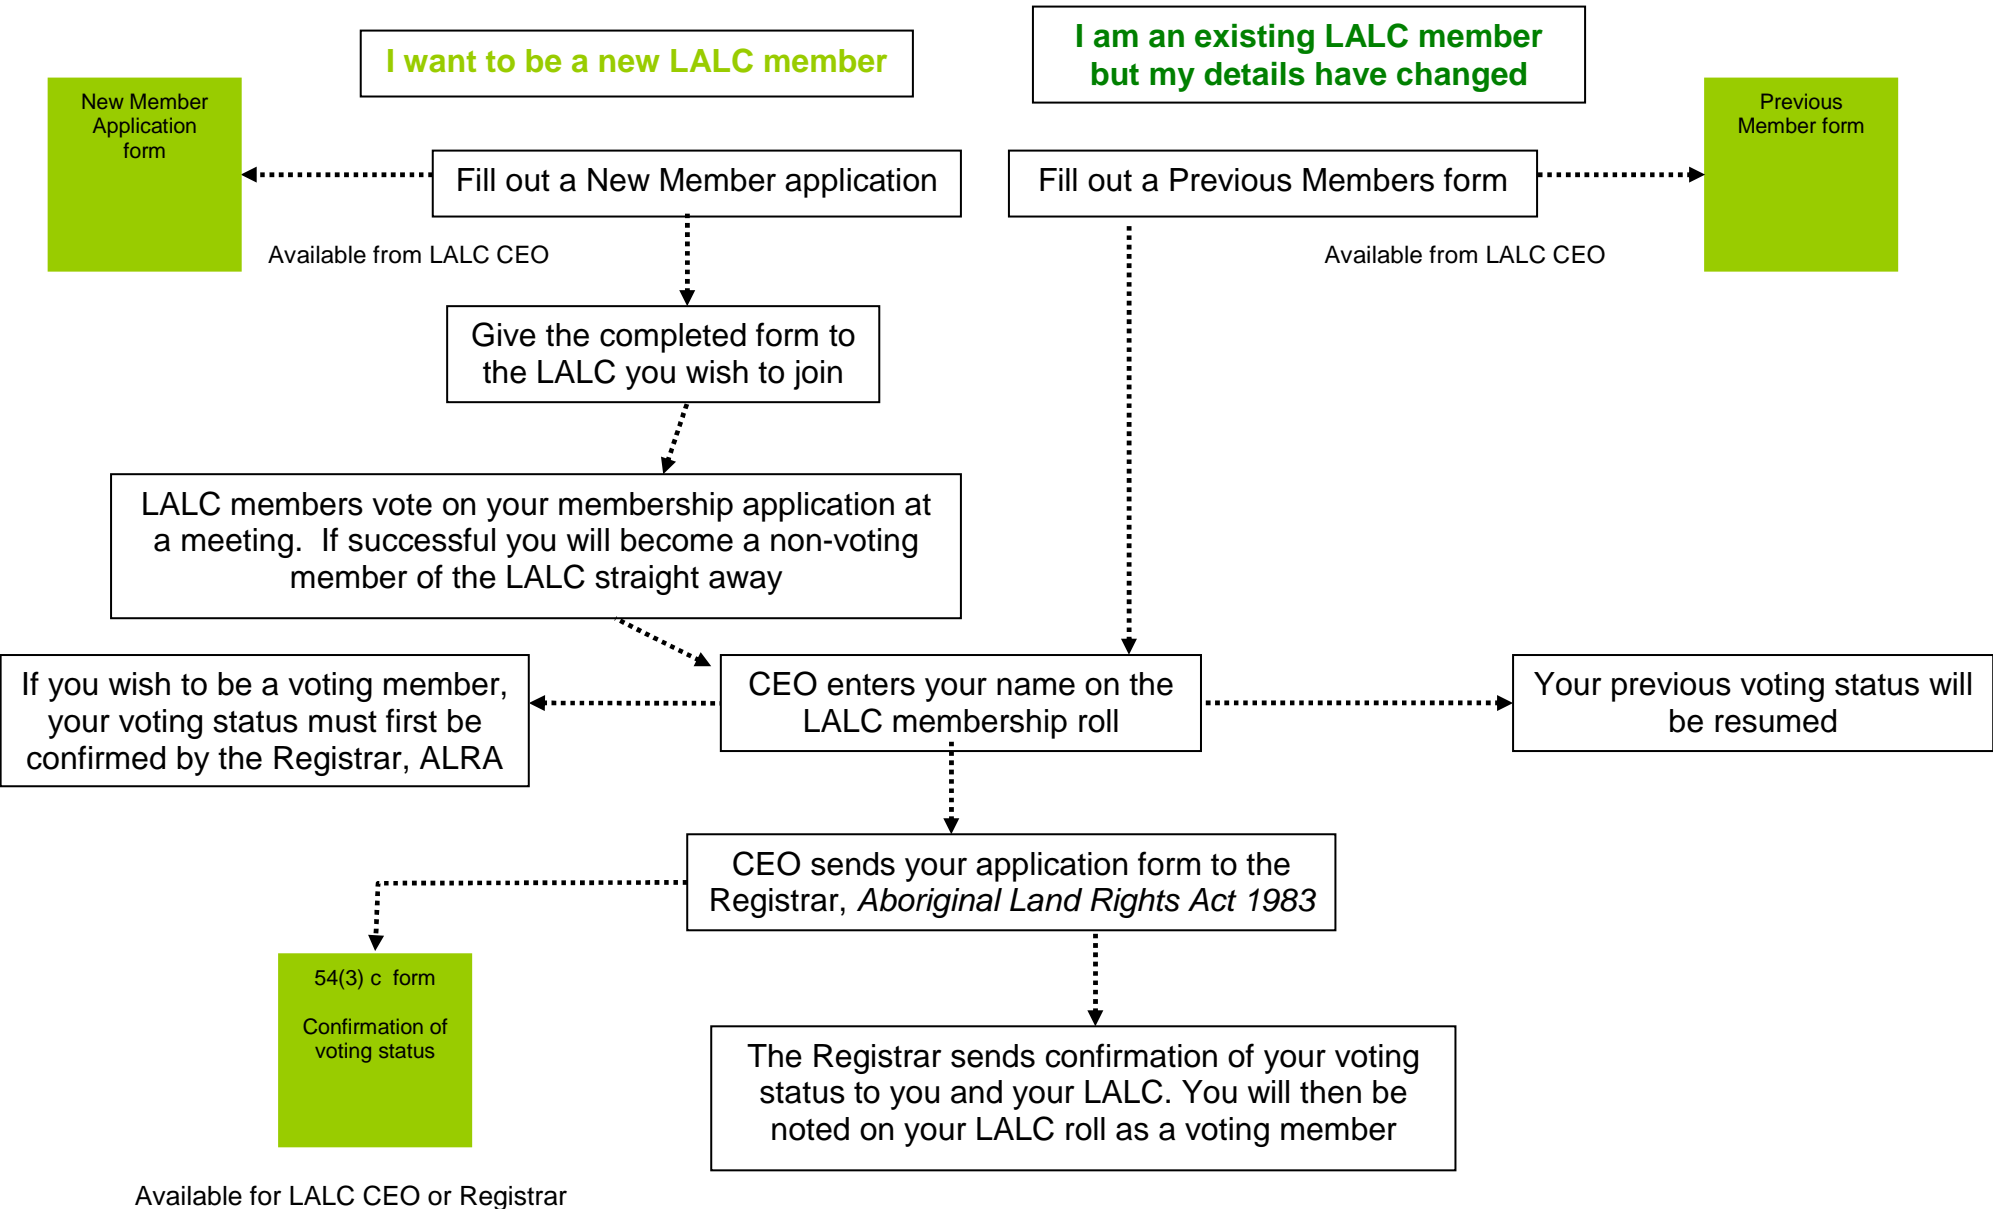 I want to be a new LALC member
I am an existing LALC member
but my details have changed
New Member
Application
form
Previous
Member form
Fill out a New Member application
Fill out a Previous Members form
Available from LALC CEO
Available from LALC CEO
Give the completed form to
the LALC you wish to join
LALC members vote on your membership application at
a meeting.  If successful you will become a non-voting
member of the LALC straight away
If you wish to be a voting member,
your voting status must first be
confirmed by the Registrar, ALRA
CEO enters your name on the
LALC membership roll
Your previous voting status will
be resumed
CEO sends your application form to the
Registrar, Aboriginal Land Rights Act 1983
54(3) c  form
Confirmation of
voting status
The Registrar sends confirmation of your voting
status to you and your LALC. You will then be
noted on your LALC roll as a voting member
Available for LALC CEO or Registrar